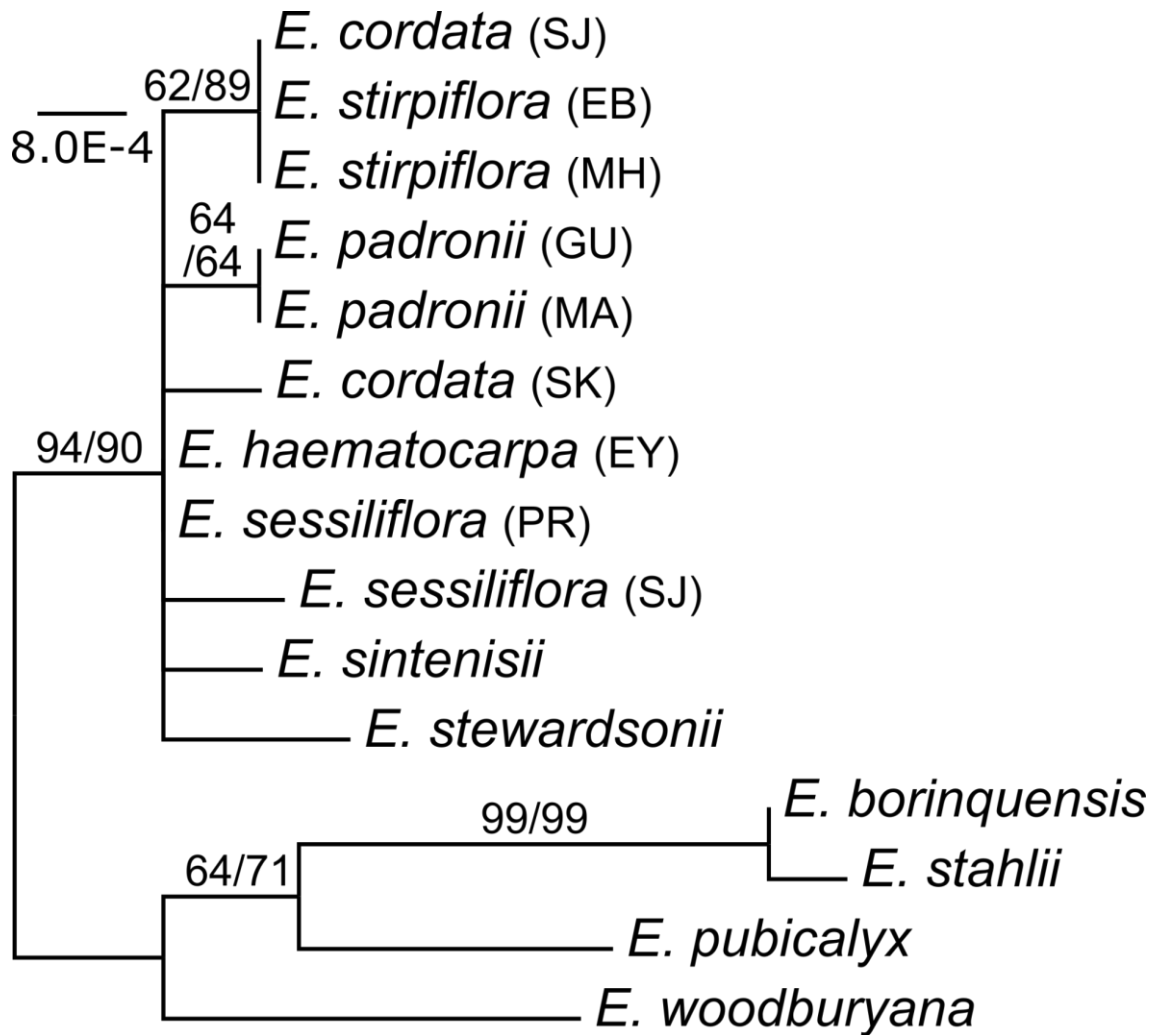 E. cordata (SJ)
62/89
E. stirpiflora (EB)
8.0E-4
E. stirpiflora (MH)
64
/64
E. padronii (GU)
E. padronii (MA)
E. cordata (SK)
94/90
E. haematocarpa (EY)
E. sessiliflora (PR)
E. sessiliflora (SJ)
E. sintenisii
E. stewardsonii
E. borinquensis
99/99
E. stahlii
64/71
E. pubicalyx
E. woodburyana